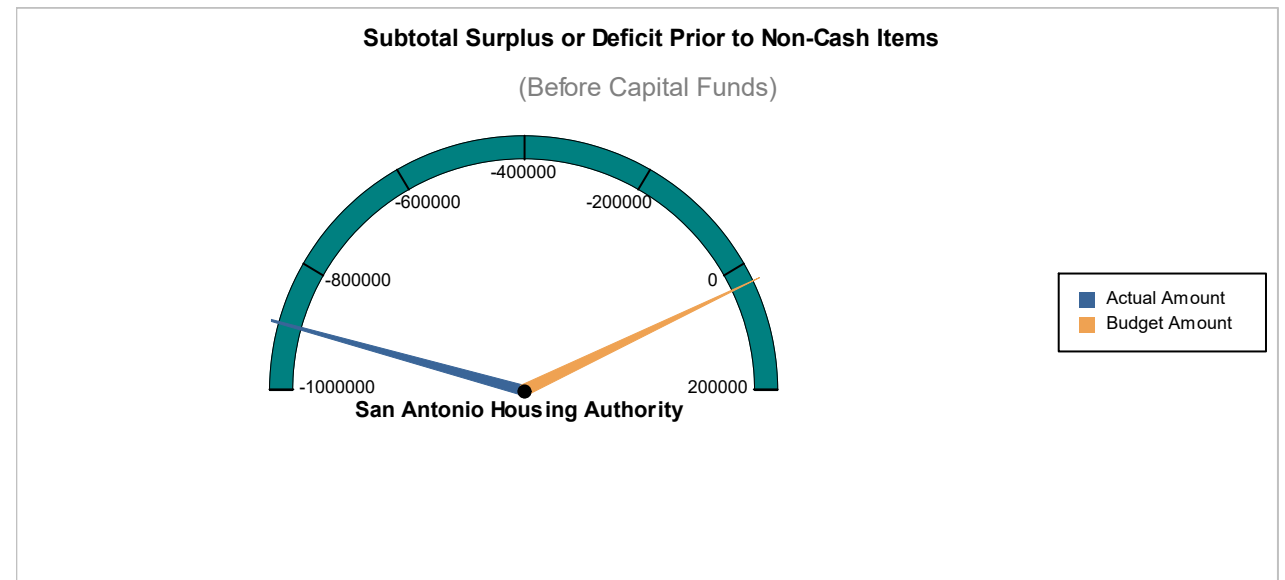 Subtotal Surplus or Deficit Prior to Non-Cash Items
(Before Capital Funds)
-400000
-600000
-200000
-800000
0
-1000000
200000
San Antonio Housing Authority
Actual Amount
Budget Amount